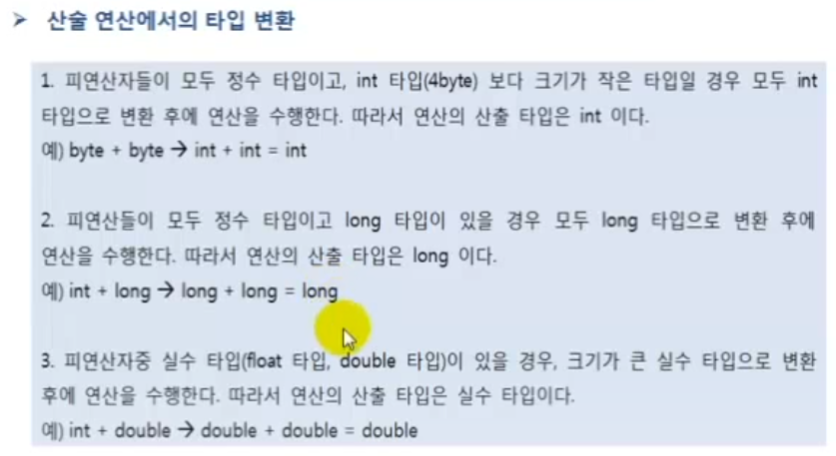 ➤ 산술 연산에서의 타입 변환
1. 피연산자들이 모두 정수 타입이고, int 타입(4byte) 보다 크기가 작은 타입일 경우 모두 int
타입으로 변환 후에 연산을 수행한다. 따라서 연산의 산출 타입은 int 이다.
예) byte + byte → int + int = int
2. 피연산들이 모두 정수 타입이고 long 타입이 있을 경우 모두 long 타입으로 변환 후에
연산을 수행한다. 따라서 연산의 산출 타입은 long 이다.
예) int + long → long + long = long
3. 피연산자중 실수 타입(float 타입, double 타입)이 있을 경우, 크기가 큰 실수 타입으로 변환
후에 연산을 수행한다. 따라서 연산의 산출 타입은 실수 타입이다.
예) int + double → double + double = double